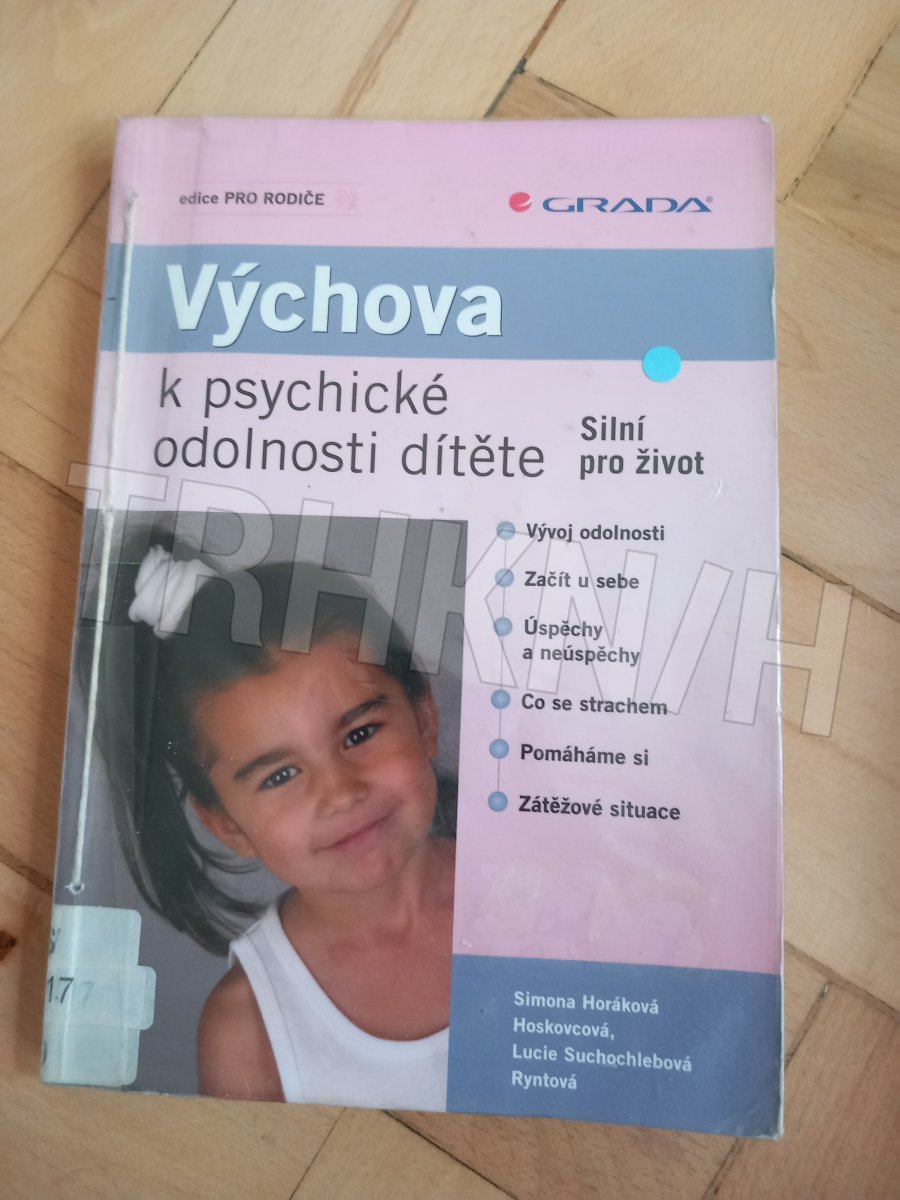 edice PRO RODIČE
GRADA®
Výchova
k psychické
odolnosti dítěte
Silní
pro život
Vývoj odolnosti
Začít u sebe
Úspěchy
a neúspěchy
Co se strachem
Pomáháme si
Zátěžové situace
Simona Horáková
Hoskovcová,
Lucie Suchochlebová
Ryntová
TRHKNIH